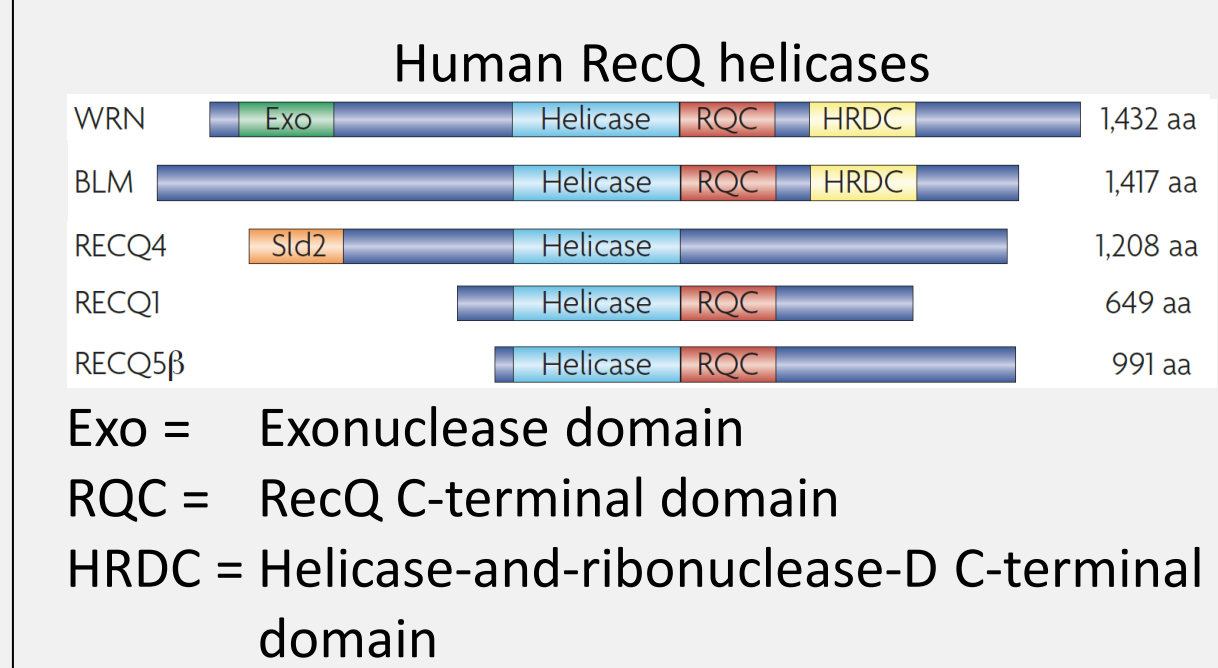 Human RecQ helicases
WRN Exo Helicase RQC HRDC 1,432 aa
BLM Helicase RQC HRDC 1,417 aa
RECQ4 Sld2 Helicase 1,208 aa
RECQ1 Helicase RQC 649 aa
RECQ5β Helicase RQC 991 aa
Exo = Exonuclease domain
RQC = RecQ C-terminal domain
HRDC = Helicase-and-ribonuclease-D C-terminal
domain